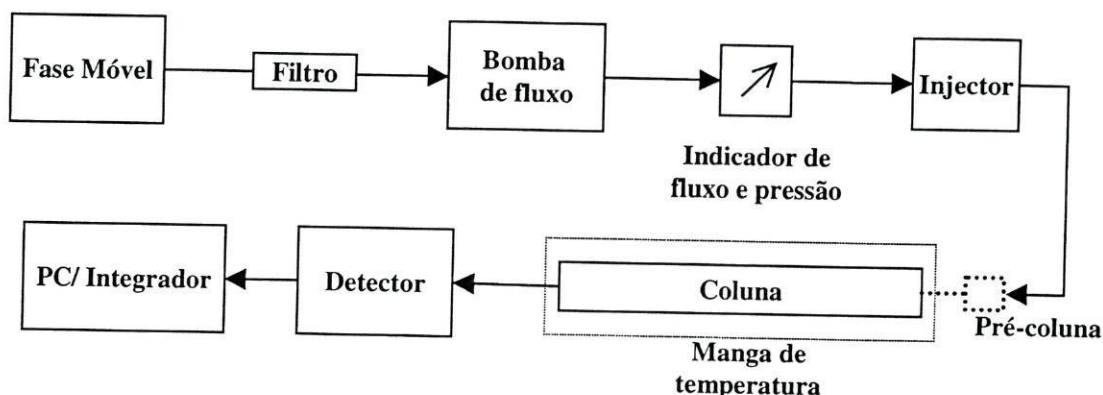 Fase Móvel
Filtro
Bomba
de fluxo
Injector
Indicador de
fluxo e pressão
PC/ Integrador
Detector
Coluna
Pré-coluna
Manga de
temperatura